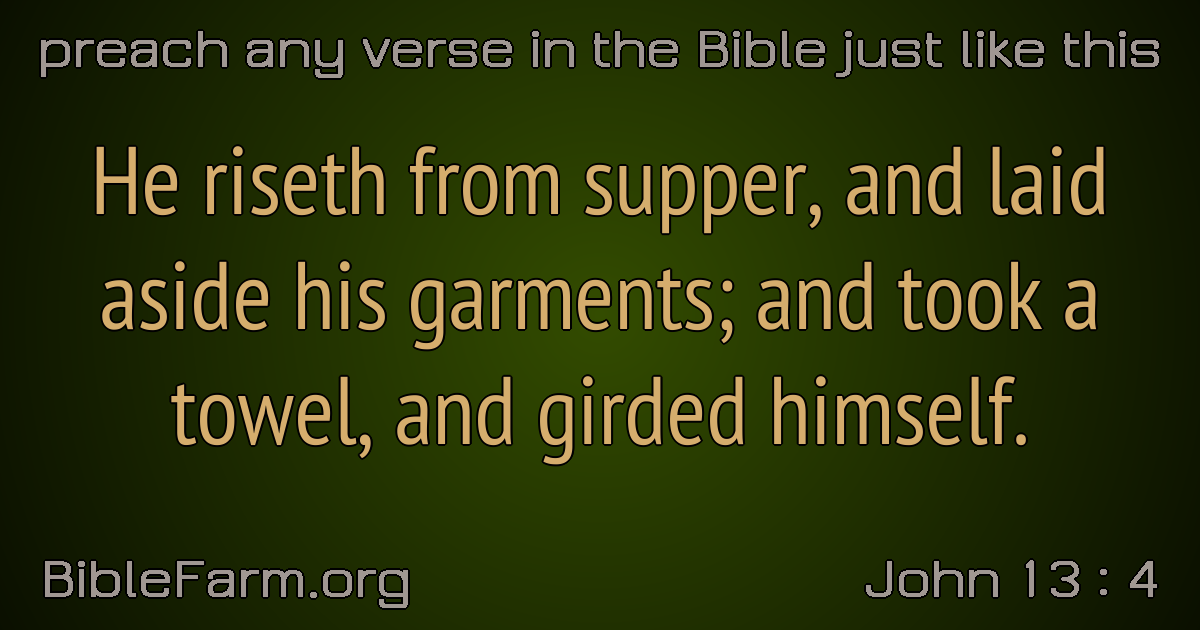 preach any verse in the Bible just like this
He riseth from supper, and laid
aside his garments; and took a
towel, and girded himself.
BibleFarm.org
John 13 : 4